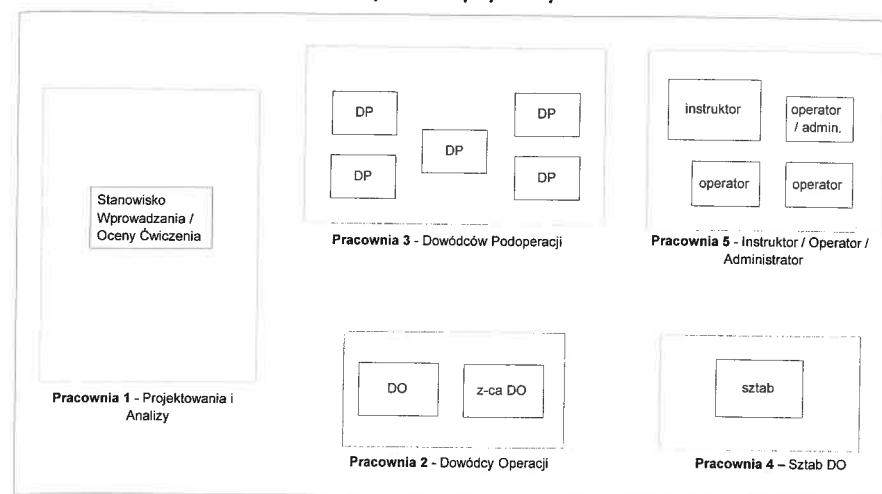 Stanowisko
Wprowadzania /
Oceny Ćwiczenia
Pracownia 1 - Projektowania i
Analizy
DP
DP
DP
DP
DP
Pracownia 3 - Dowódców Podoperacji
instruktor
operator
/ admin.
operator
operator
Pracownia 5 - Instruktor / Operator /
Administrator
DO
z-ca DO
Pracownia 2 - Dowódcy Operacji
sztab
Pracownia 4 – Sztab DO